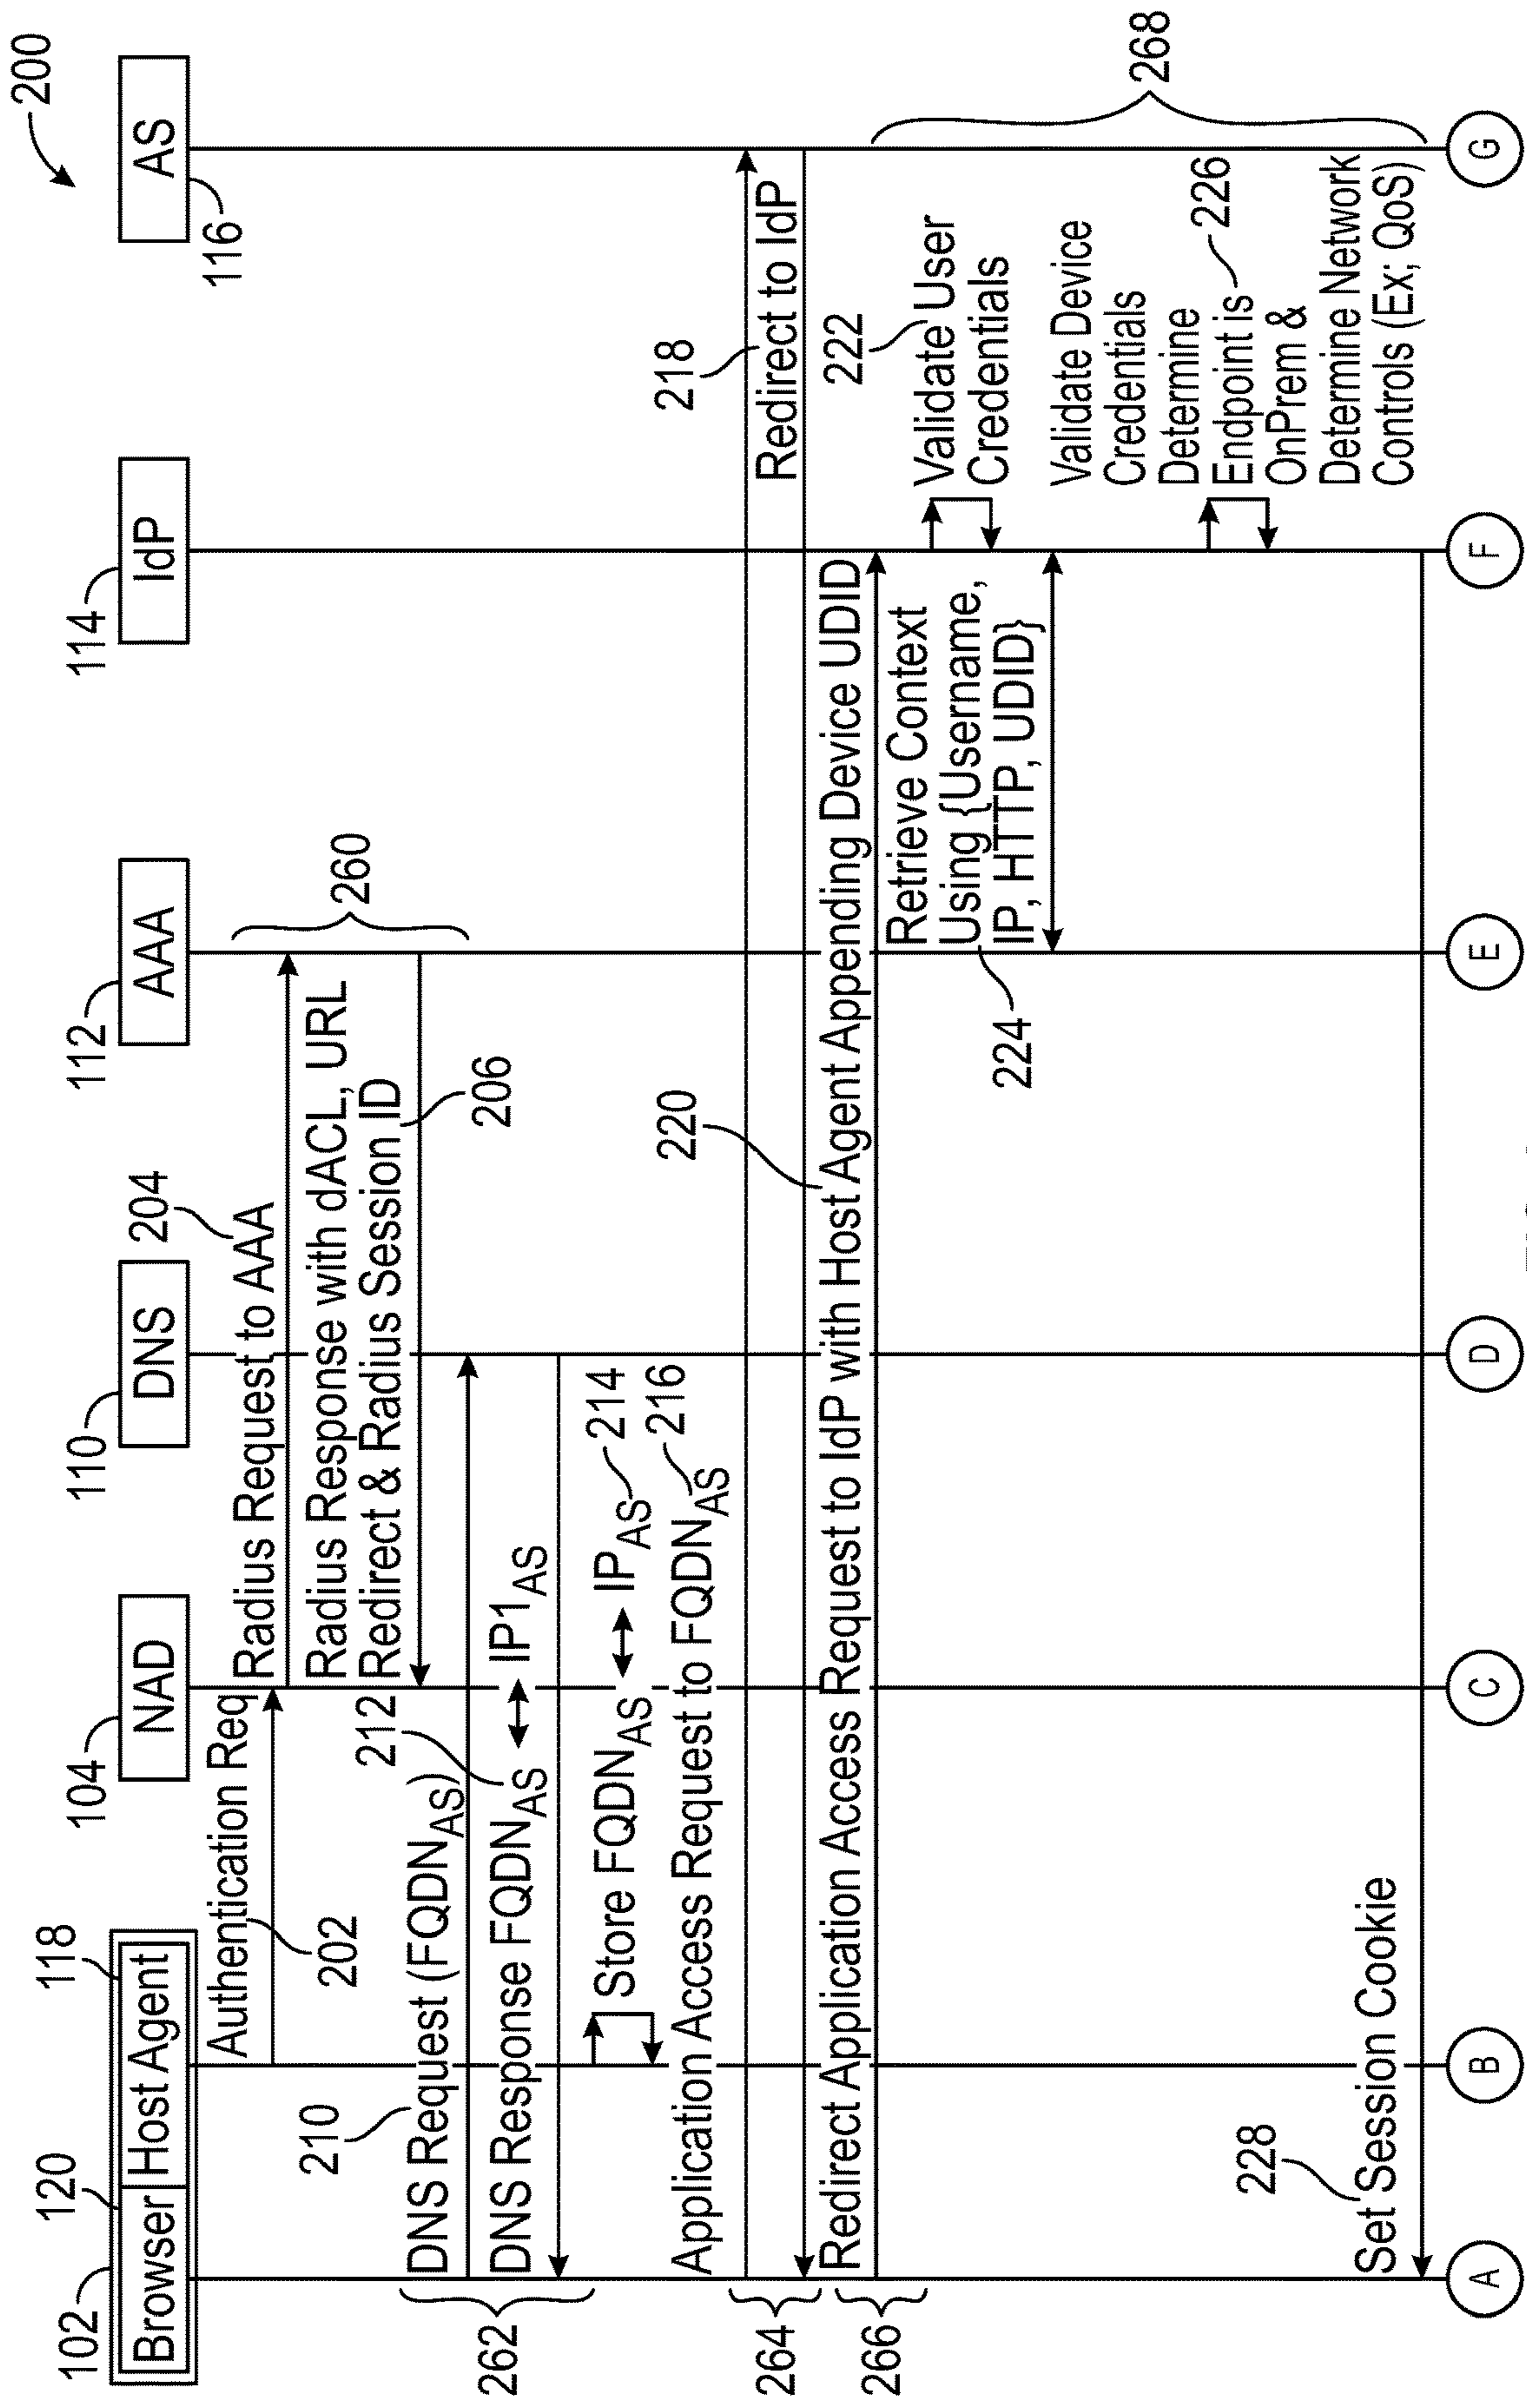 200
102
120
118
104
110
112
114
116
Browser
Host Agent
NAD
DNS
AAA
IdP
AS
Authentication Req
202
Radius Request to AAA
204
Radius Response with dACL, URL
Redirect & Radius Session ID
206
260
210
DNS Request (FQDNAS)
212
DNS Response FQDNAS ↔ IP1AS
262
Store FQDNAS ↔ IPAS
214
Application Access Request to FQDNAS
216
218
Redirect to IdP
264
220
Redirect Application Access Request to IdP with Host Agent Appending Device UDID
266
222
Validate User
Credentials
Retrieve Context
Using {Username,
IP, HTTP, UDID}
224
Validate Device
Credentials
Determine
Endpoint is
OnPrem &
Determine Network
Controls (Ex; QoS)
226
268
228
Set Session Cookie
A
B
C
D
E
F
G